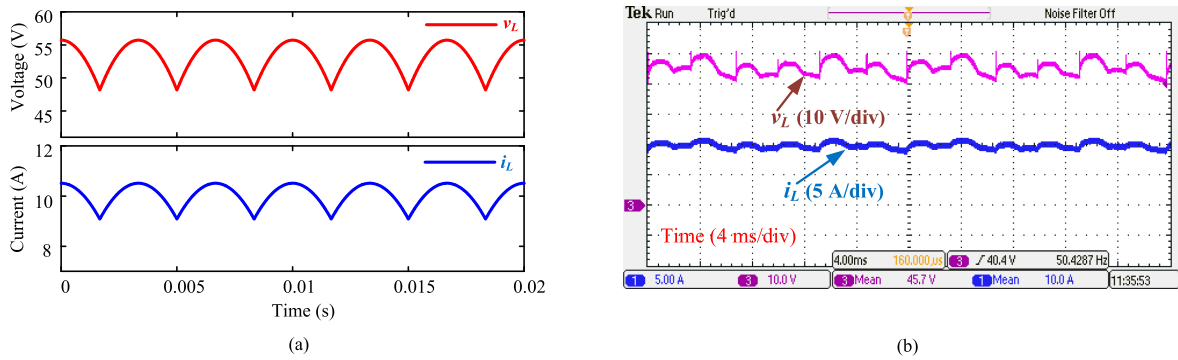 60
55
50
45
Voltage (V)
v_L
12
10
8
Current (A)
i_L
0 0.005 0.01 0.015 0.02
Time (s)
(a)
Tek Run Trig'd Noise Filter Off
v_L (10 V/div)
i_L (5 A/div)
3
Time (4 ms/div)
4.00ms 160.000µs 3 40.4 V 50.4287 Hz
1 5.00 A 3 10.0 V 3 Mean 45.7 V 1 Mean 10.0 A 11:35:53
(b)